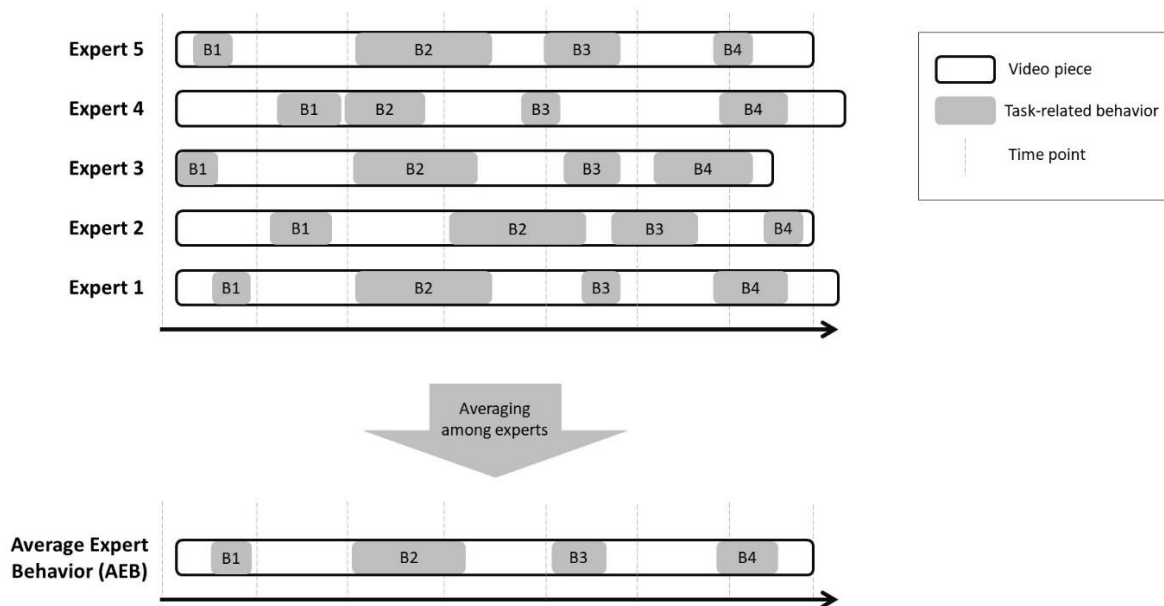 Expert 5
B1
B2
B3
B4
Expert 4
B1
B2
B3
B4
Expert 3
B1
B2
B3
B4
Expert 2
B1
B2
B3
B4
Expert 1
B1
B2
B3
B4
Video piece
Task-related behavior
Time point
Averaging
among experts
Average Expert
Behavior (AEB)
B1
B2
B3
B4